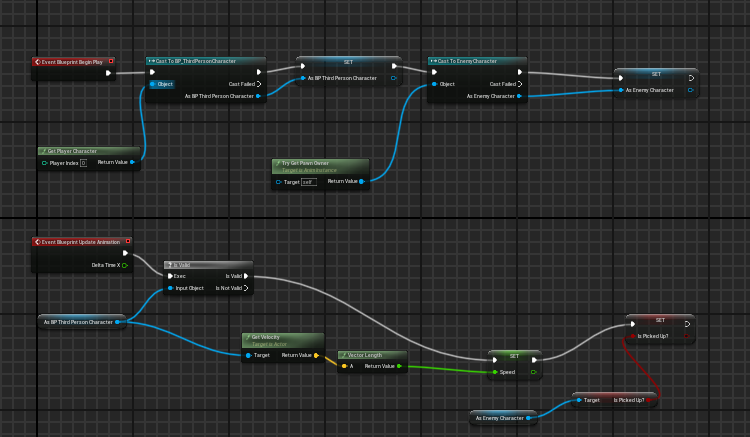 Event Blueprint Begin Play
Cast To BP_ThirdPersonCharacter
Object
Cast Failed
As BP Third Person Character
SET
As BP Third Person Character
Cast To EnemyCharacter
Object
Cast Failed
As Enemy Character
SET
As Enemy Character
Get Player Character
Player Index 0
Return Value
Try Get Pawn Owner
Target is Anim Instance
Target self
Return Value
Event Blueprint Update Animation
Delta Time X
Is Valid
Exec
Is Valid
Input Object
Is Not Valid
As BP Third Person Character
Get Velocity
Target is Actor
Target
Return Value
Vector Length
A
Return Value
SET
Speed
SET
Is Picked Up?
Target
Is Picked Up?
As Enemy Character